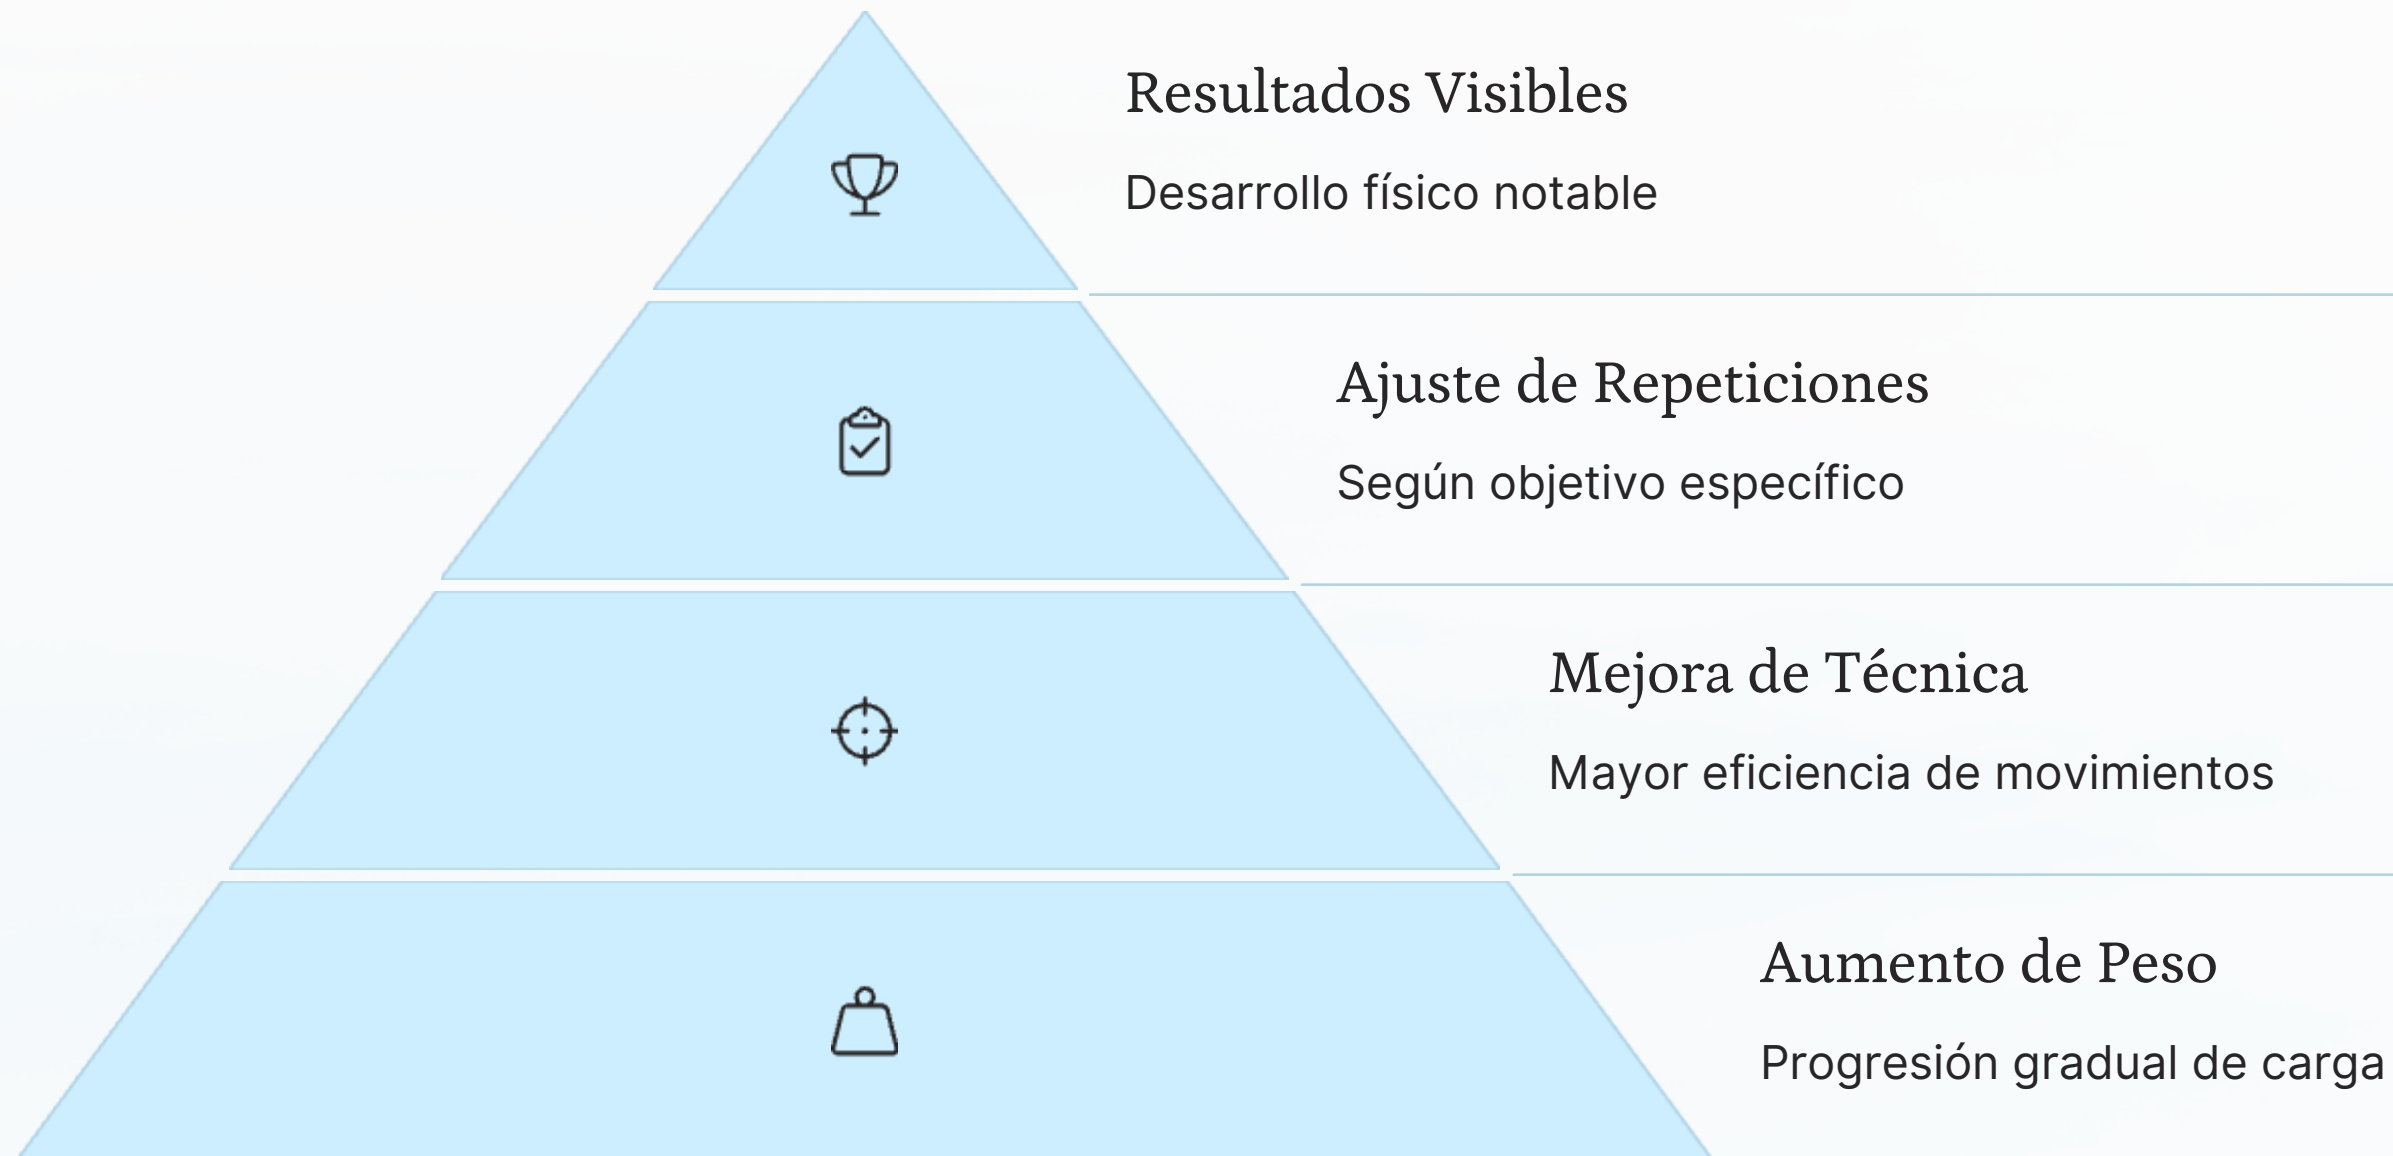 Resultados Visibles
Desarrollo físico notable
Ajuste de Repeticiones
Según objetivo específico
Mejora de Técnica
Mayor eficiencia de movimientos
Aumento de Peso
Progresión gradual de carga